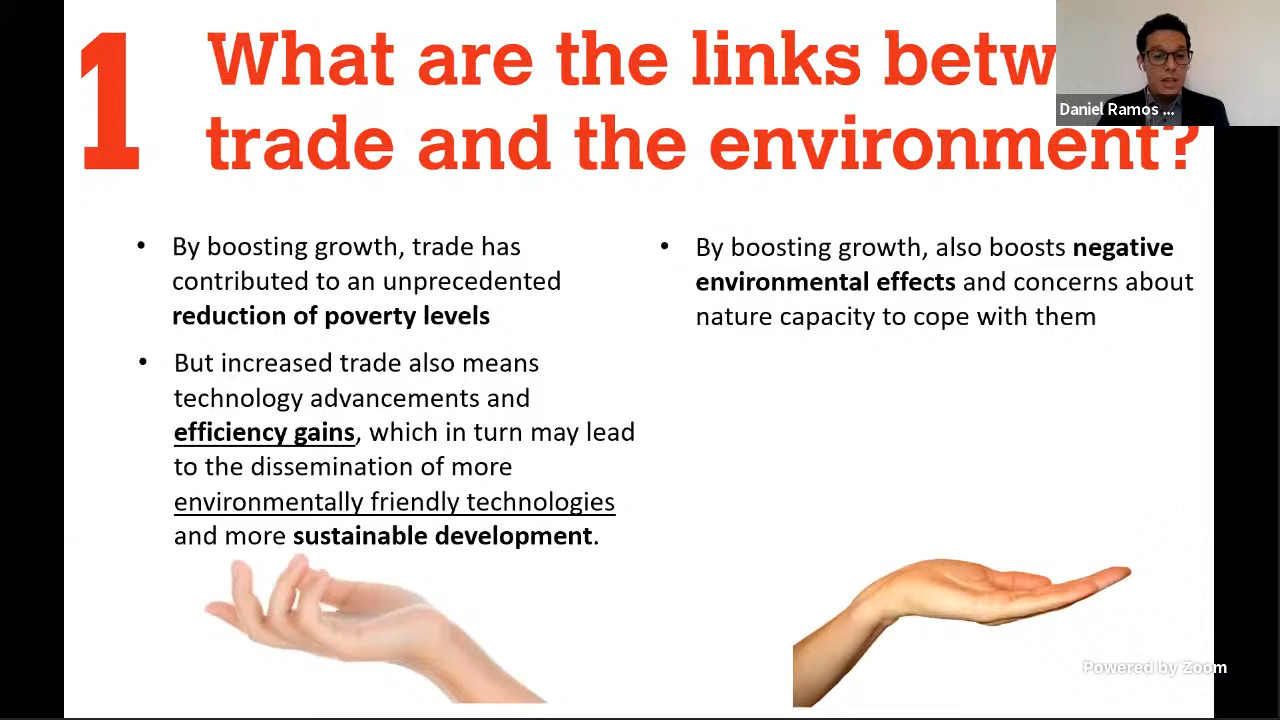 1
What are the links betw
trade and the environment?
Daniel Ramos ...
• By boosting growth, trade has
contributed to an unprecedented
reduction of poverty levels
• But increased trade also means
technology advancements and
efficiency gains, which in turn may lead
to the dissemination of more
environmentally friendly technologies
and more sustainable development.
• By boosting growth, also boosts negative
environmental effects and concerns about
nature capacity to cope with them
Powered by Zoom